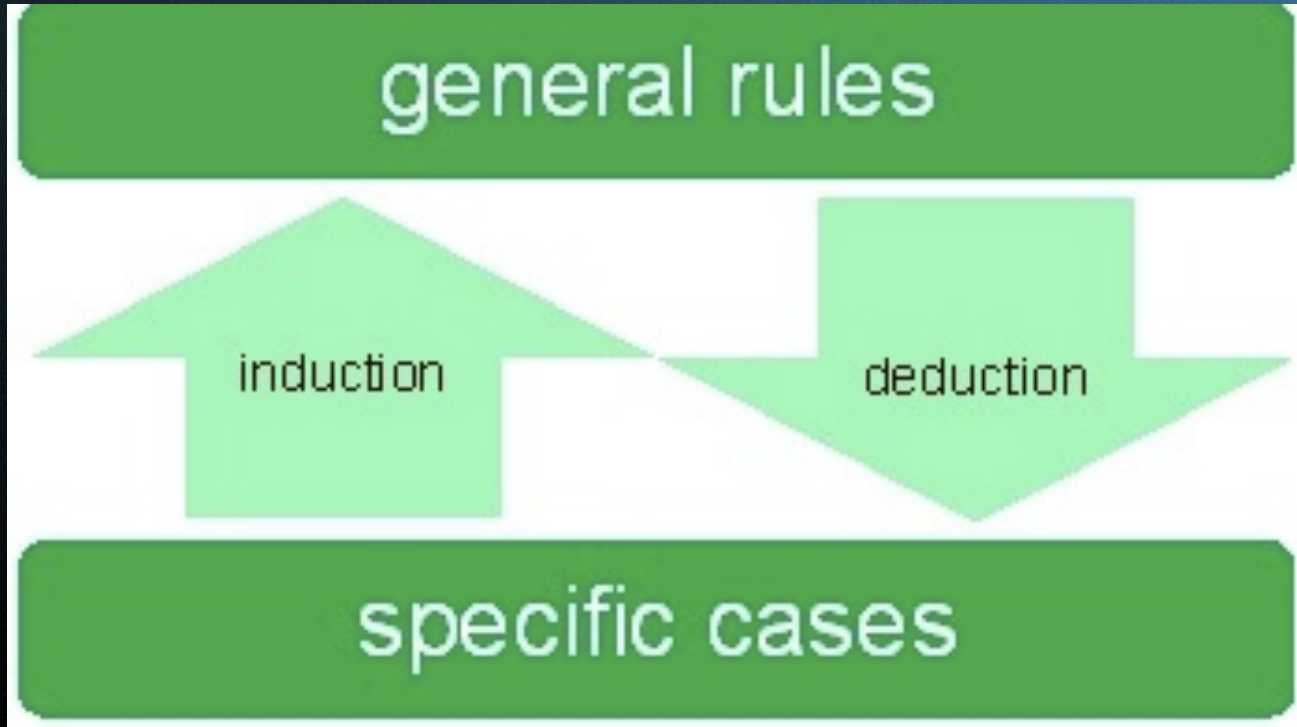 general rules
induction
deduction
specific cases